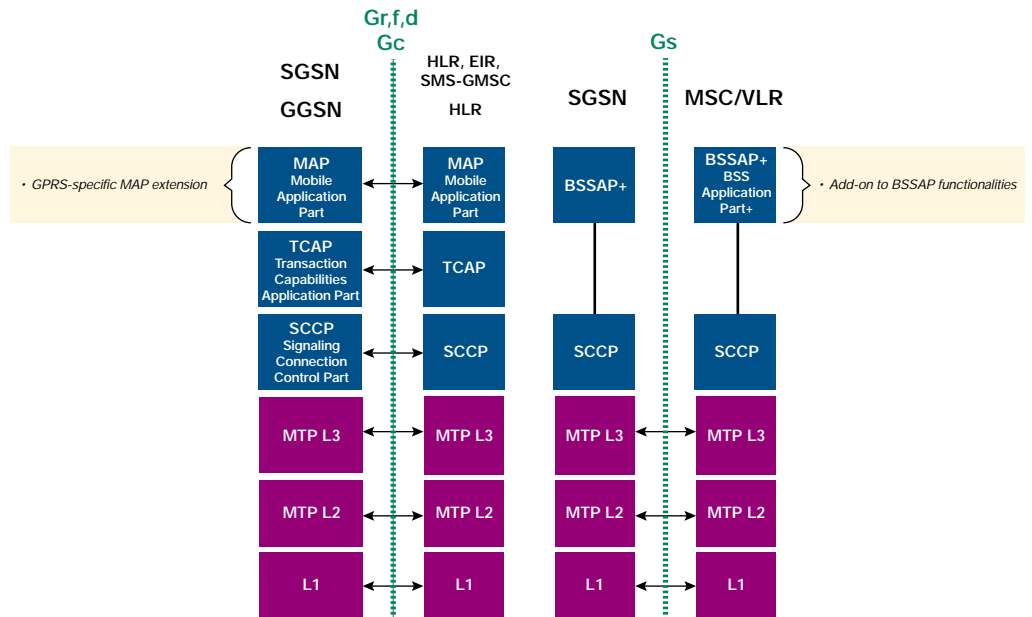 Gr,f,d
Gc
Gs
SGSN
GGSN
HLR, EIR,
SMS-GMSC
HLR
SGSN
MSC/VLR
• GPRS-specific MAP extension
MAP
Mobile
Application
Part
MAP
Mobile
Application
Part
BSSAP+
BSSAP+
BSS
Application
Part+
• Add-on to BSSAP functionalities
TCAP
Transaction
Capabilities
Application Part
TCAP
SCCP
Signaling
Connection
Control Part
SCCP
SCCP
SCCP
MTP L3
MTP L3
MTP L3
MTP L3
MTP L2
MTP L2
MTP L2
MTP L2
L1
L1
L1
L1